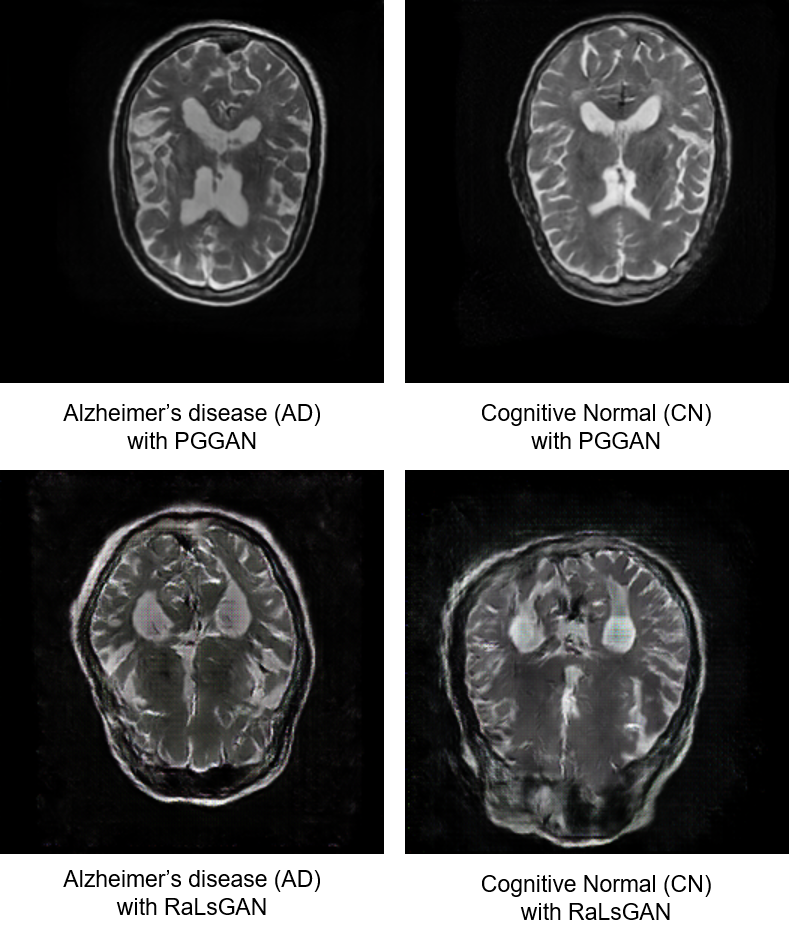 Alzheimer’s disease (AD)
with PGGAN
Cognitive Normal (CN)
with PGGAN
Alzheimer’s disease (AD)
with RaLsGAN
Cognitive Normal (CN)
with RaLsGAN